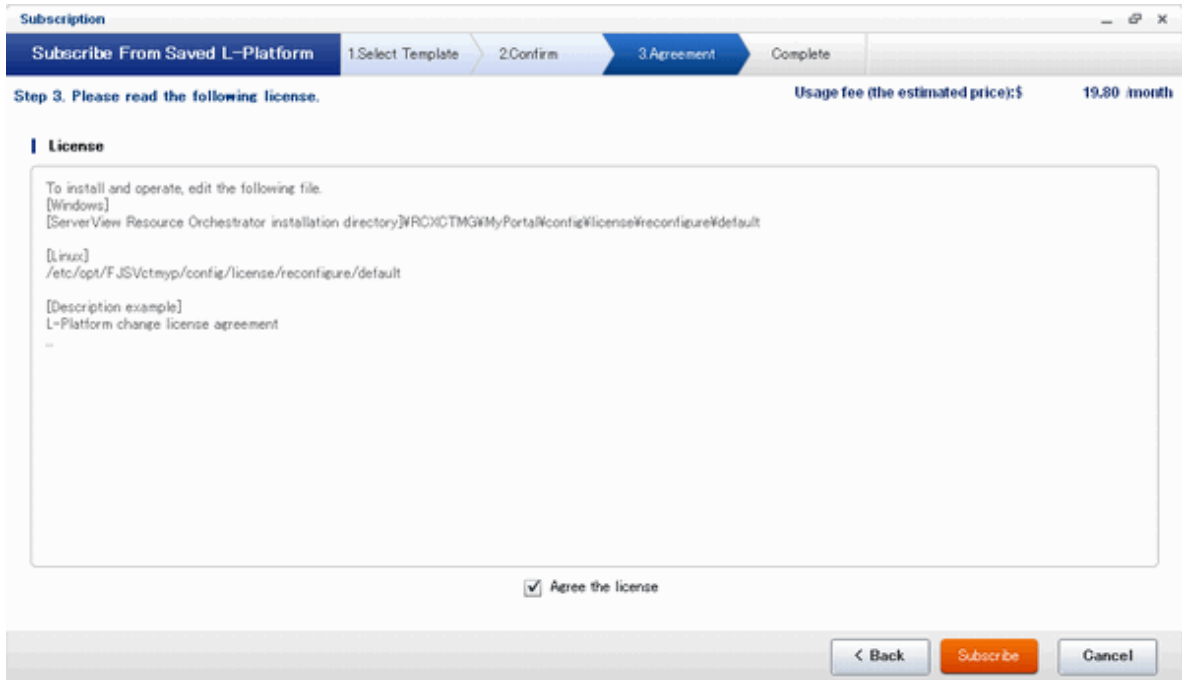 Subscription
Subscribe From Saved L-Platform
1.Select Template
2.Confirm
3.Agreement
Complete
Step 3. Please read the following license.
Usage fee (the estimated price):$ 19.80 /month
License
To install and operate, edit the following file.
[Windows]
[ServerView Resource Orchestrator installation directory]¥RCXCTMG¥MyPortal¥config¥license¥reconfigure¥default
[Linux]
/etc/opt/FJSVctmyp/config/license/reconfigure/default
[Description example]
L-Platform change license agreement
...
Agree the license
< Back
Subscribe
Cancel